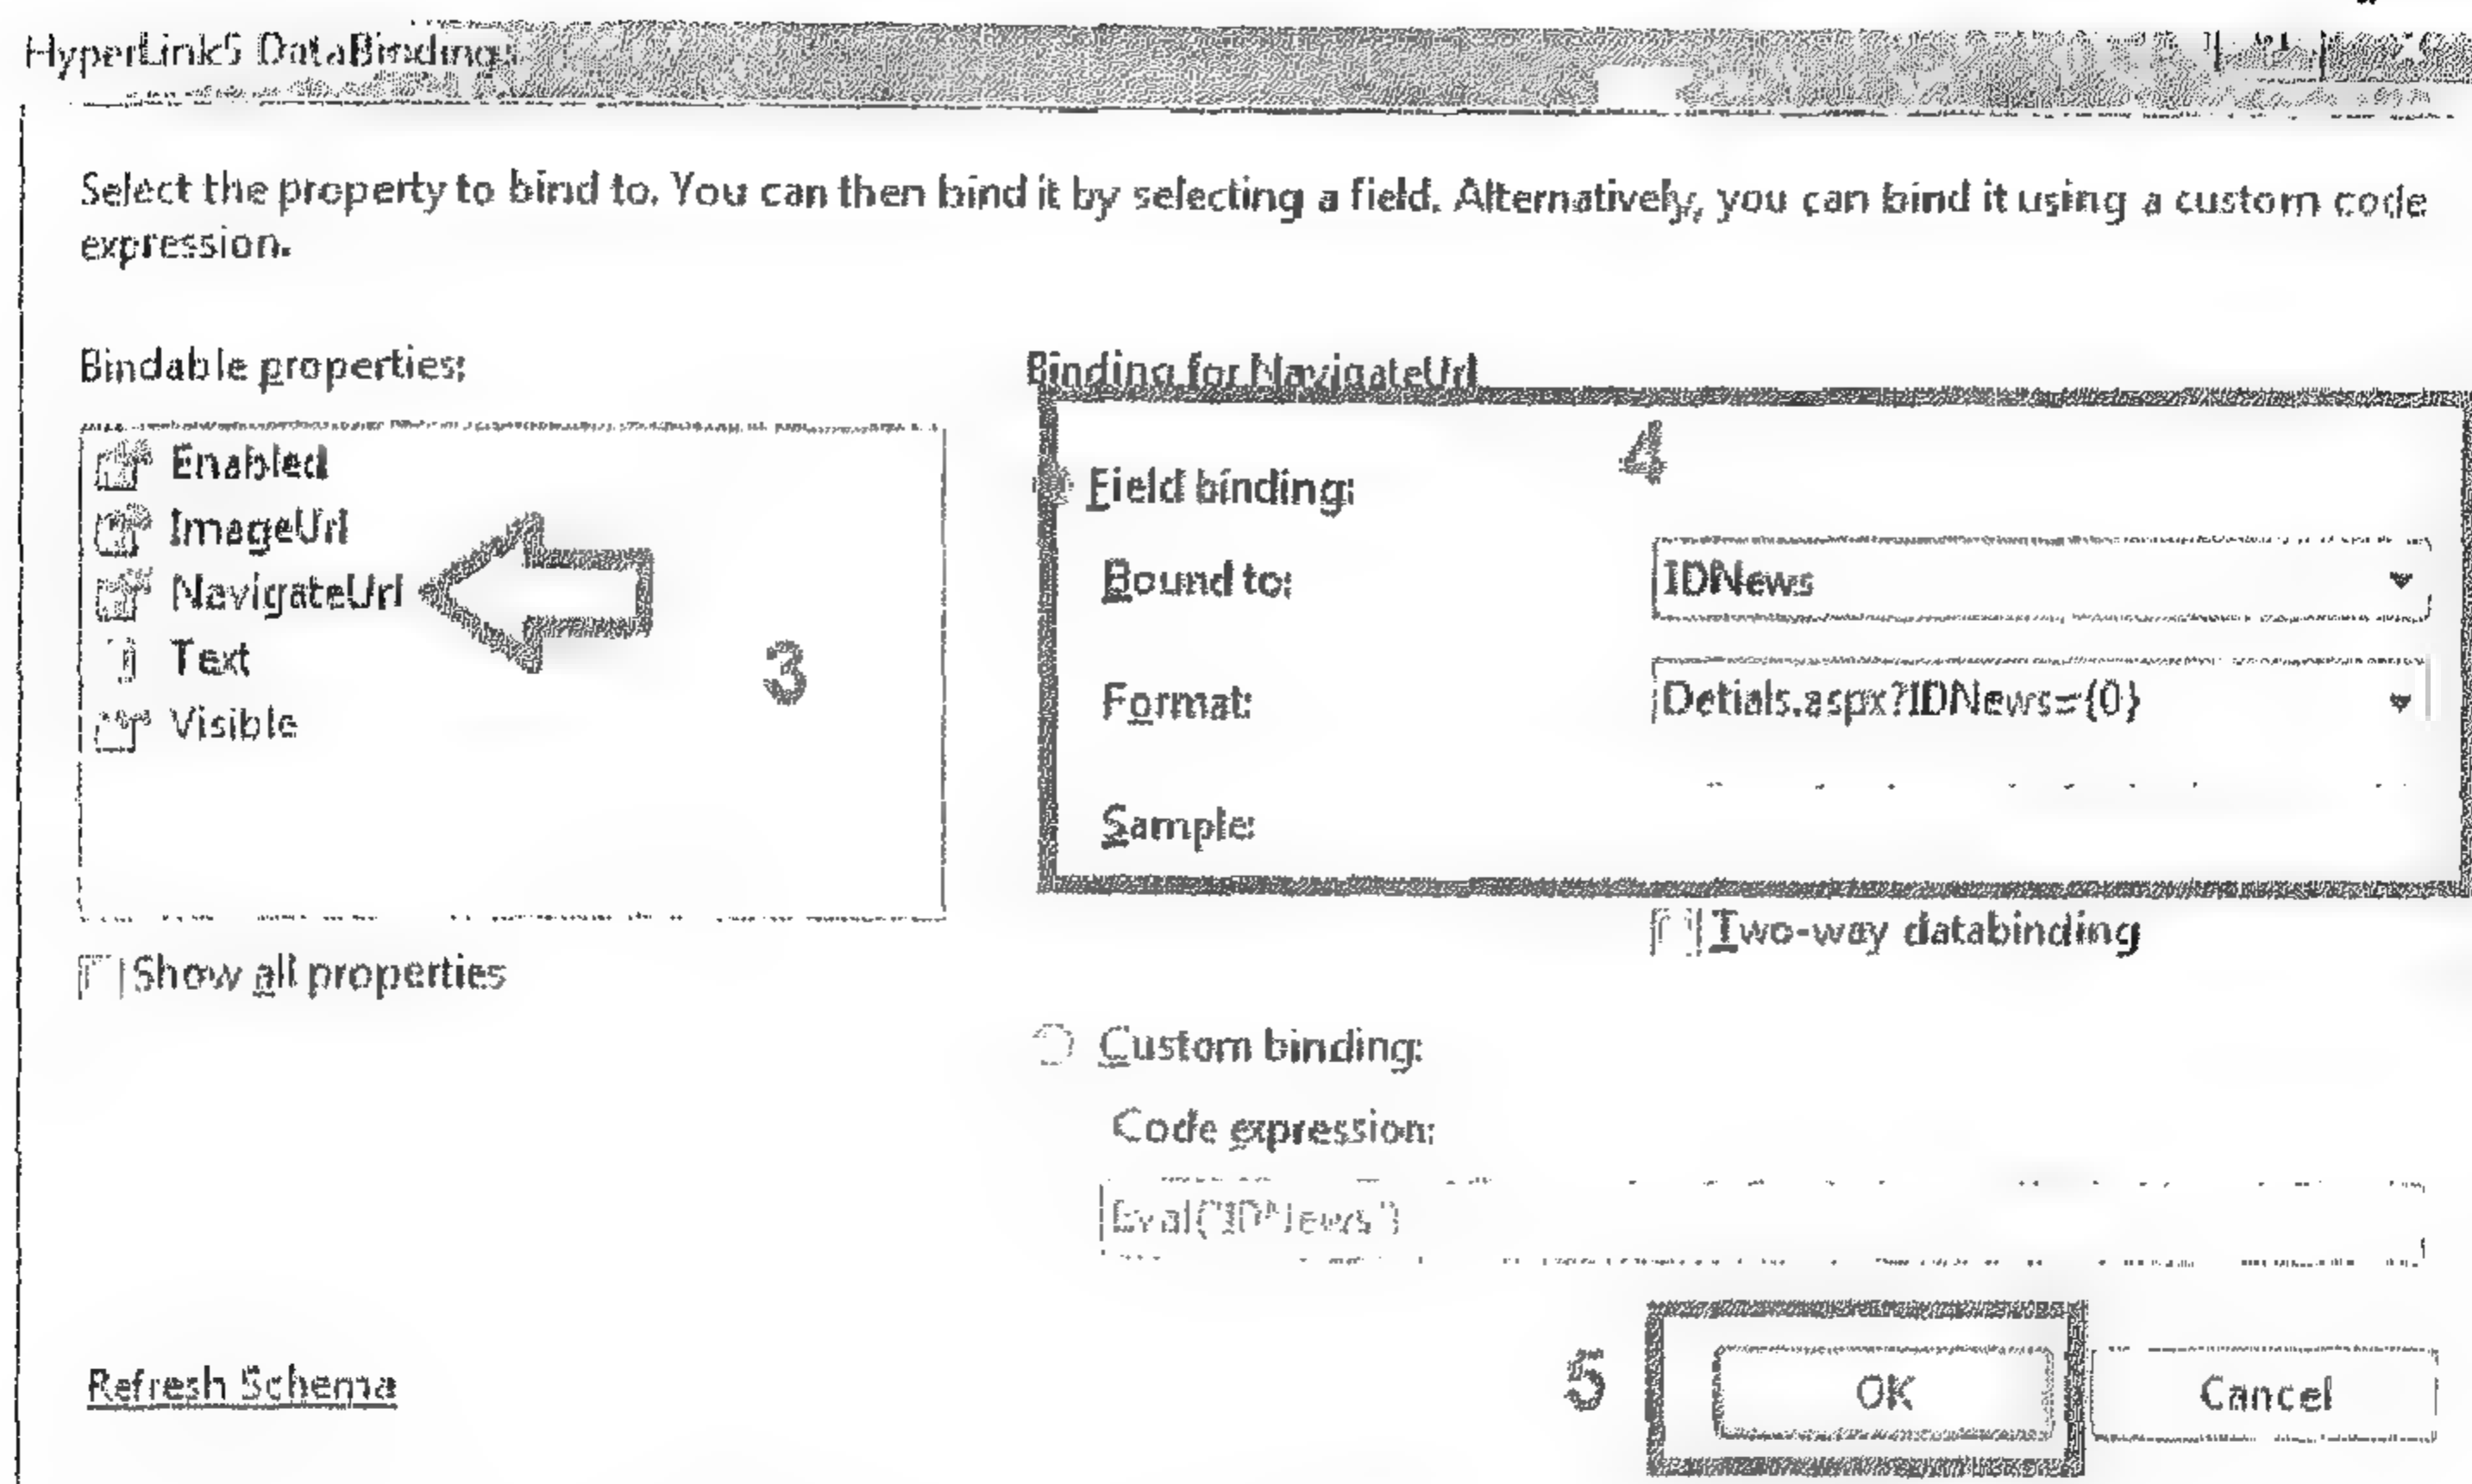 HyperLink5 DataBindings
Select the property to bind to. You can then bind it by selecting a field. Alternatively, you can bind it using a custom code
expression.
Bindable properties:
Enabled
ImageUrl
NavigateUrl
Text
Visible
3
Show all properties
Binding for NavigateUrl
4
Field binding:
Bound to:
IDNews
Format:
Detials.aspx?IDNews={0}
Sample:
Two-way databinding
Custom binding:
Code expression:
Eval("IDNews")
Refresh Schema
5
OK
Cancel